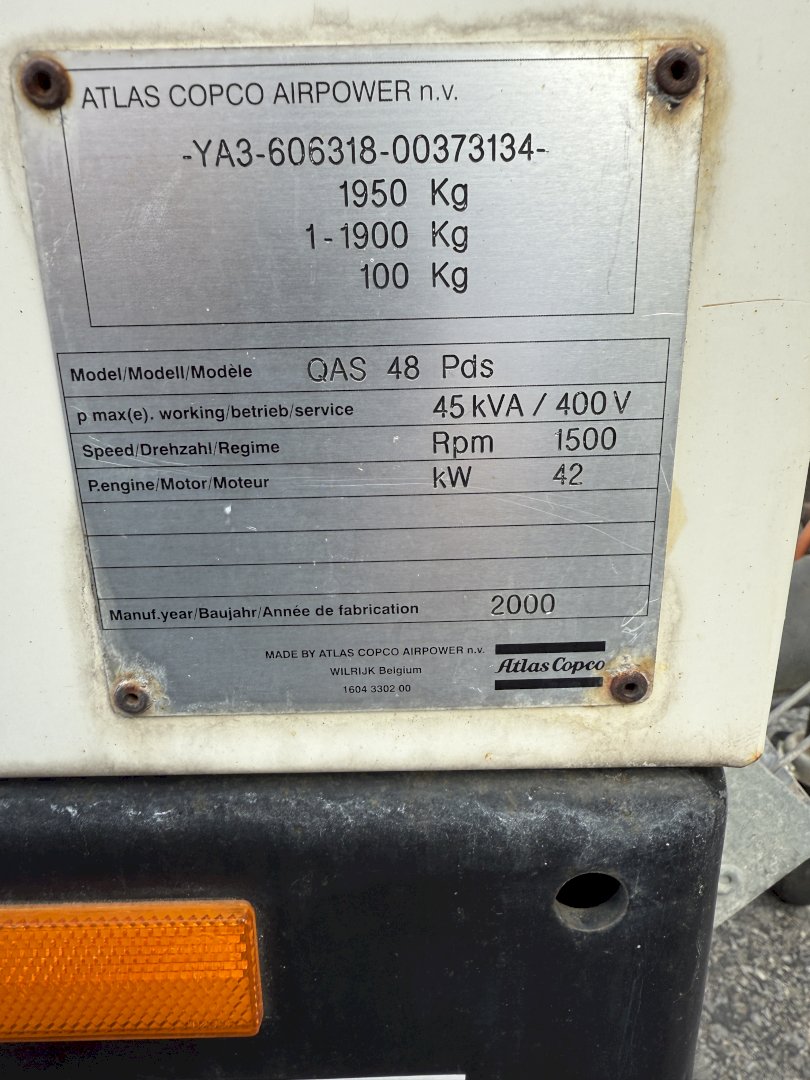 ATLAS COPCO AIRPOWER n.v.
-YA3-606318-00373134-
1950 Kg
1-1900 Kg
100 Kg
Model/Modell/Modèle QAS 48 Pds
p max(e). working/betrieb/service 45 kVA / 400 V
Speed/Drehzahl/Regime Rpm 1500
P.engine/Motor/Moteur kW 42
Manuf.year/Baujahr/Année de fabrication 2000
MADE BY ATLAS COPCO AIRPOWER n.v.
WILRIJK Belgium
1604 3302 00
Atlas Copco